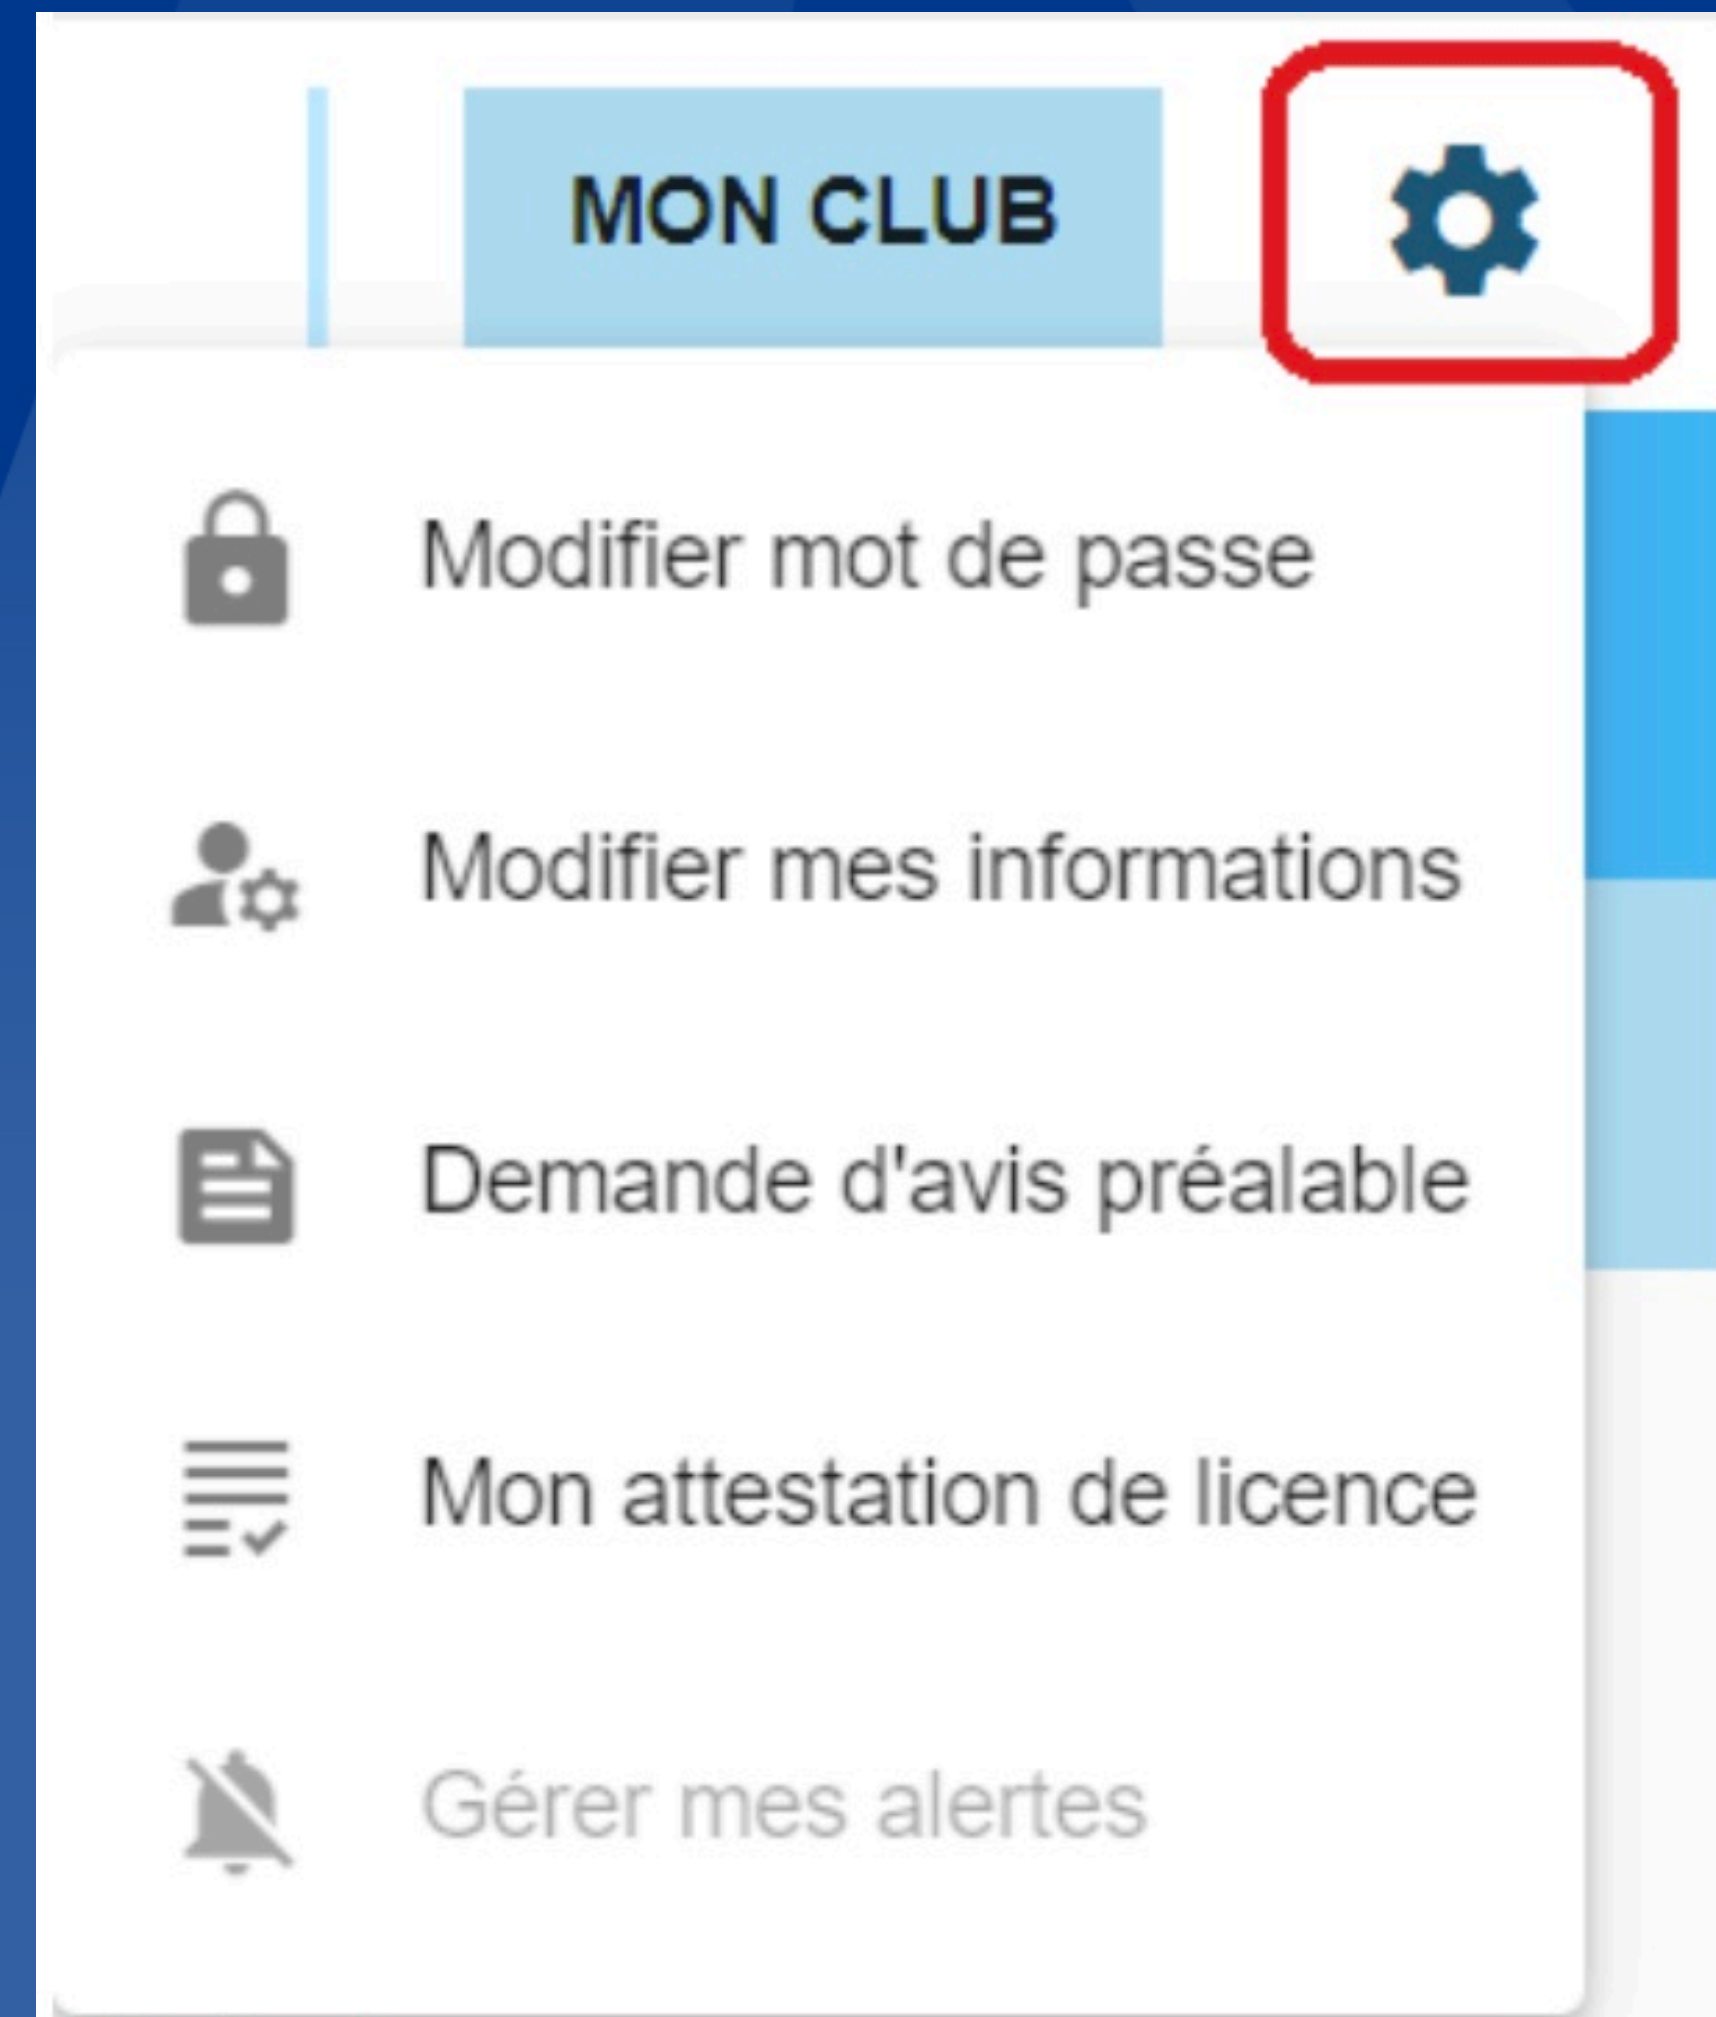 MON CLUB
Modifier mot de passe
Modifier mes informations
Demande d'avis préalable
Mon attestation de licence
Gérer mes alertes